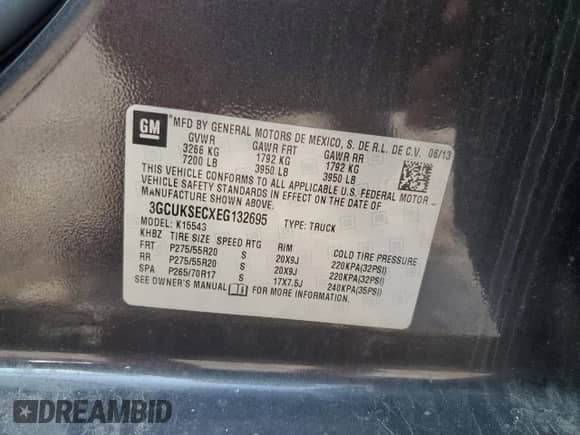 GM ® MFD BY GENERAL MOTORS DE MEXICO, S. DE R.L. DE C.V. 06/13
GVWR GAWR FRT GAWR RR
3266 KG 1792 KG 1792 KG
7200 LB 3950 LB 3950 LB
THIS VEHICLE CONFORMS TO ALL APPLICABLE U.S. FEDERAL MOTOR
VEHICLE SAFETY STANDARDS IN EFFECT ON THE DATE OF
MANUFACTURE SHOWN ABOVE.
3GCUKSECXEG132695 TYPE: TRUCK
MODEL: K15543
KHBZ TIRE SIZE SPEED RTG RIM COLD TIRE PRESSURE
FRT P275/55R20 S 20X9J 220KPA(32PSI)
RR P275/55R20 S 20X9J 220KPA(32PSI)
SPA P265/70R17 S 17X7.5J 240KPA(35PSI)
SEE OWNER'S MANUAL FOR MORE INFORMATION.
DREAMBID